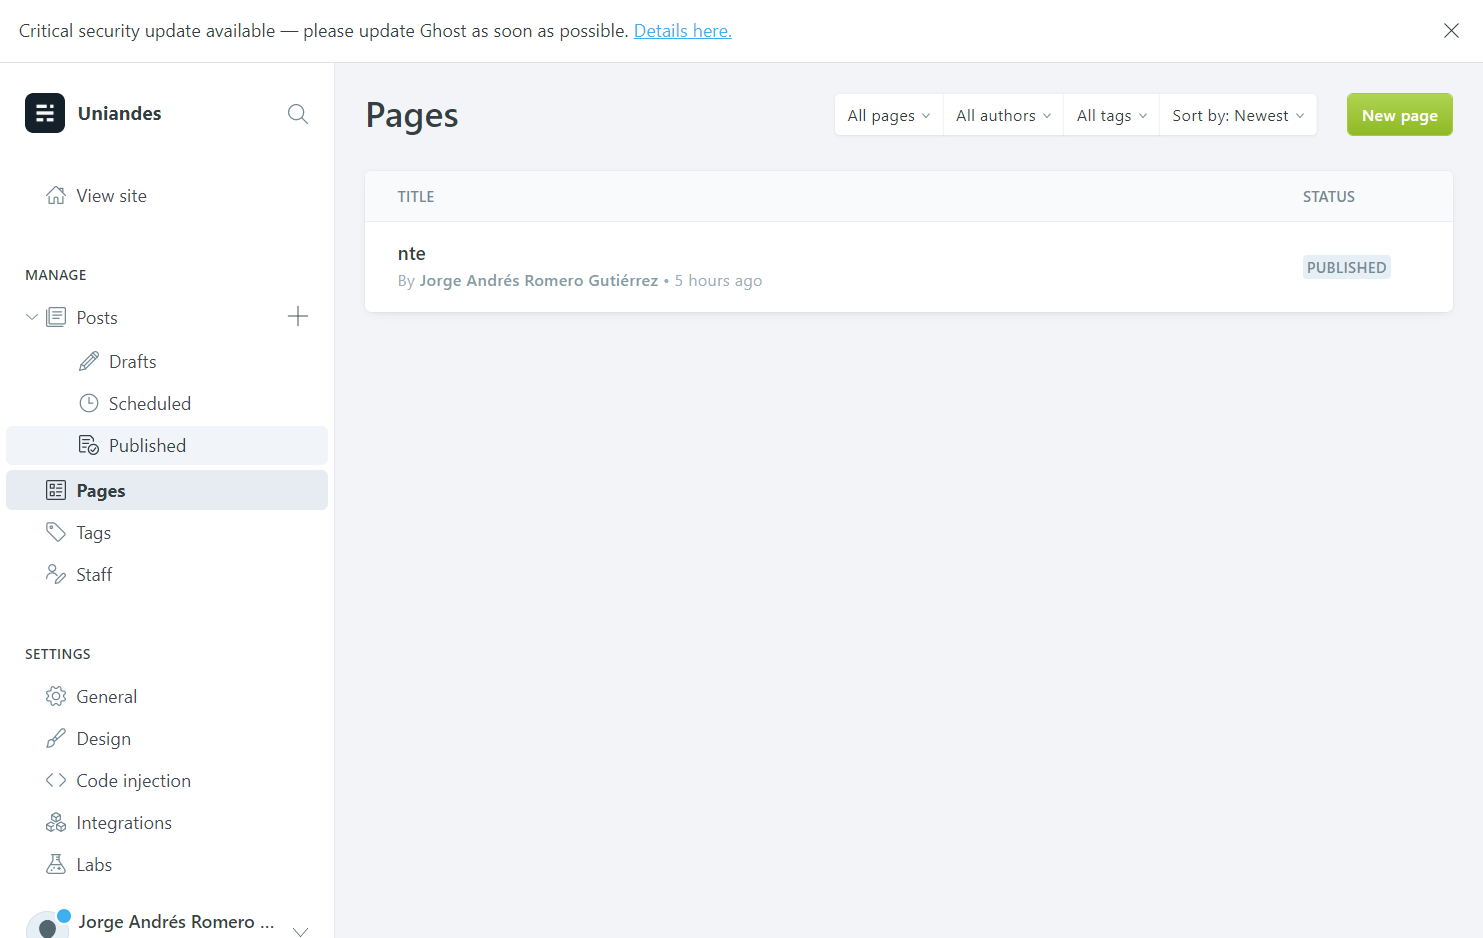 Critical security update available — please update Ghost as soon as possible. Details here.
Uniandes
View site
MANAGE
Posts
Drafts
Scheduled
Published
Pages
Tags
Staff
SETTINGS
General
Design
Code injection
Integrations
Labs
Jorge Andrés Romero ...
Pages
All pages
All authors
All tags
Sort by: Newest
New page
TITLE
STATUS
nte
By Jorge Andrés Romero Gutiérrez • 5 hours ago
PUBLISHED